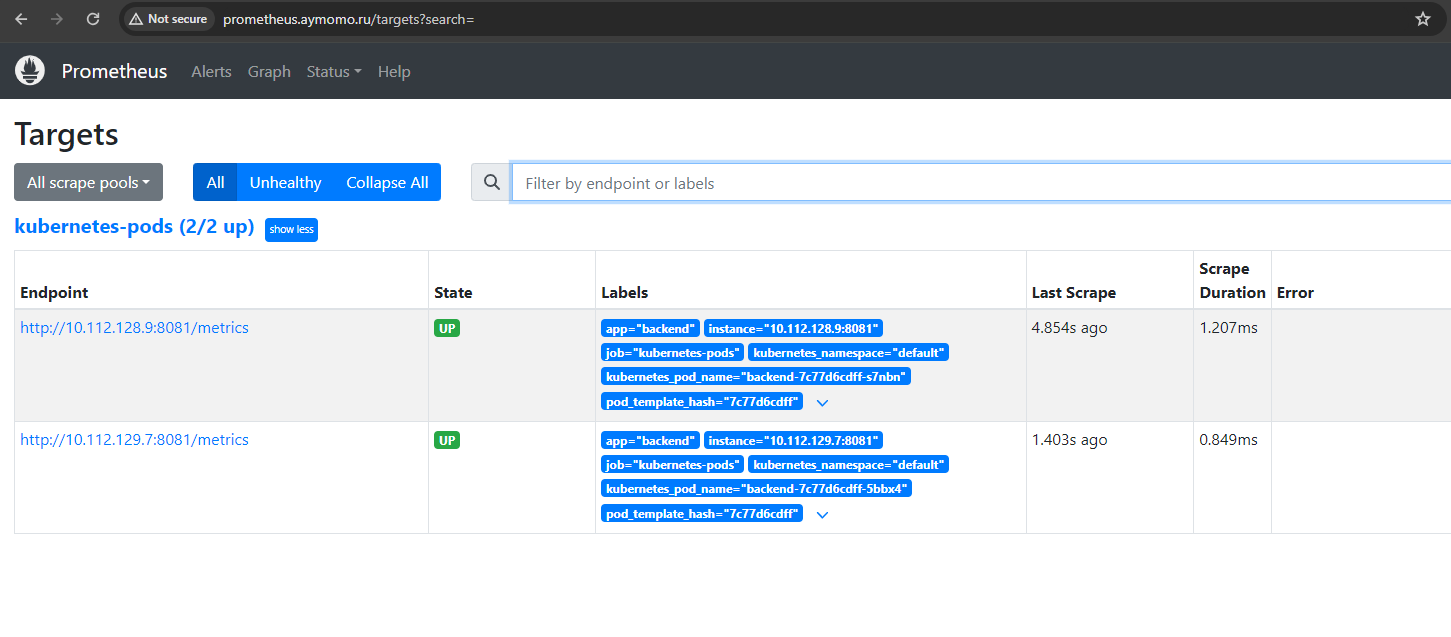 Not secure prometheus.aymomo.ru/targets?search=
Prometheus Alerts Graph Status Help
Targets
All scrape pools All Unhealthy Collapse All Filter by endpoint or labels
kubernetes-pods (2/2 up) show less
Endpoint State Labels Last Scrape Scrape Duration Error
http://10.112.128.9:8081/metrics UP app="backend" instance="10.112.128.9:8081" 4.854s ago 1.207ms
job="kubernetes-pods" kubernetes_namespace="default"
kubernetes_pod_name="backend-7c77d6cdff-s7nbn"
pod_template_hash="7c77d6cdff"
http://10.112.129.7:8081/metrics UP app="backend" instance="10.112.129.7:8081" 1.403s ago 0.849ms
job="kubernetes-pods" kubernetes_namespace="default"
kubernetes_pod_name="backend-7c77d6cdff-5bbx4"
pod_template_hash="7c77d6cdff"